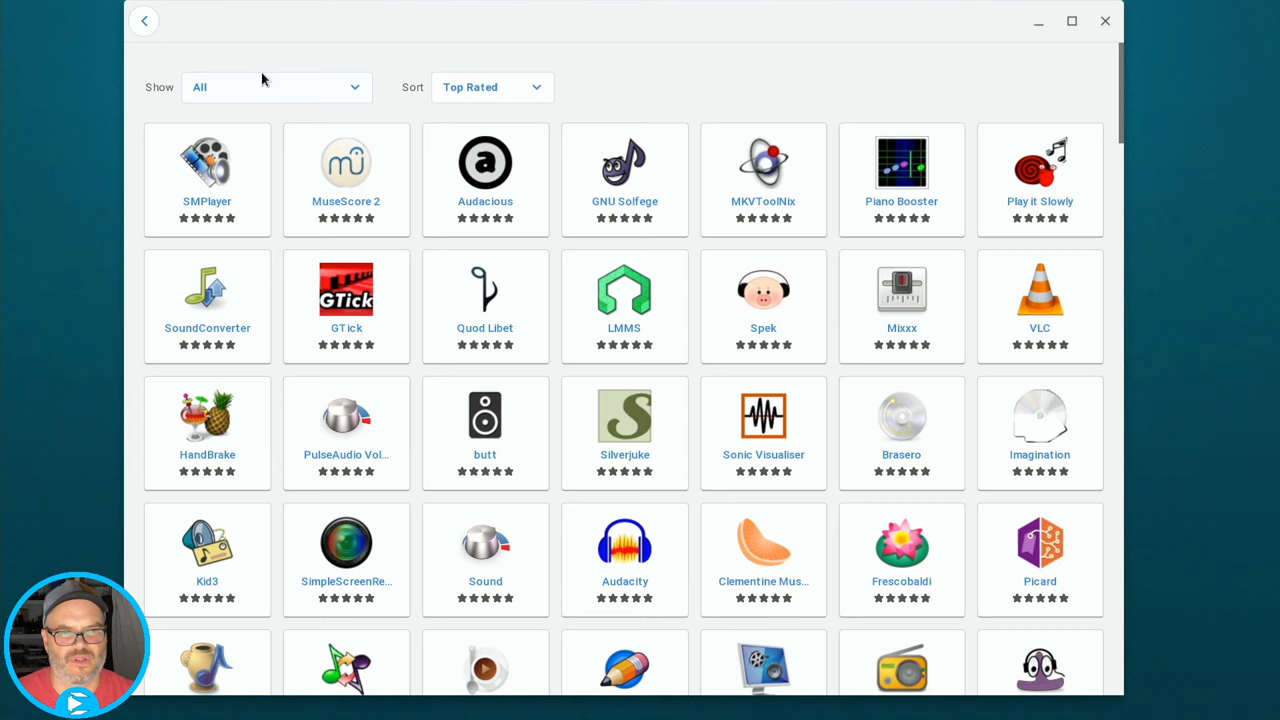 Show All Sort Top Rated
SMPlayer MuseScore 2 Audacious GNU Solfege MKVToolNix Piano Booster Play it Slowly
GTick
SoundConverter GTick Quod Libet LMMS Spek Mixxx VLC
HandBrake PulseAudio Vol... butt Silverjuke Sonic Visualiser Brasero Imagination
Kid3 SimpleScreenRe... Sound Audacity Clementine Mus... Frescobaldi Picard